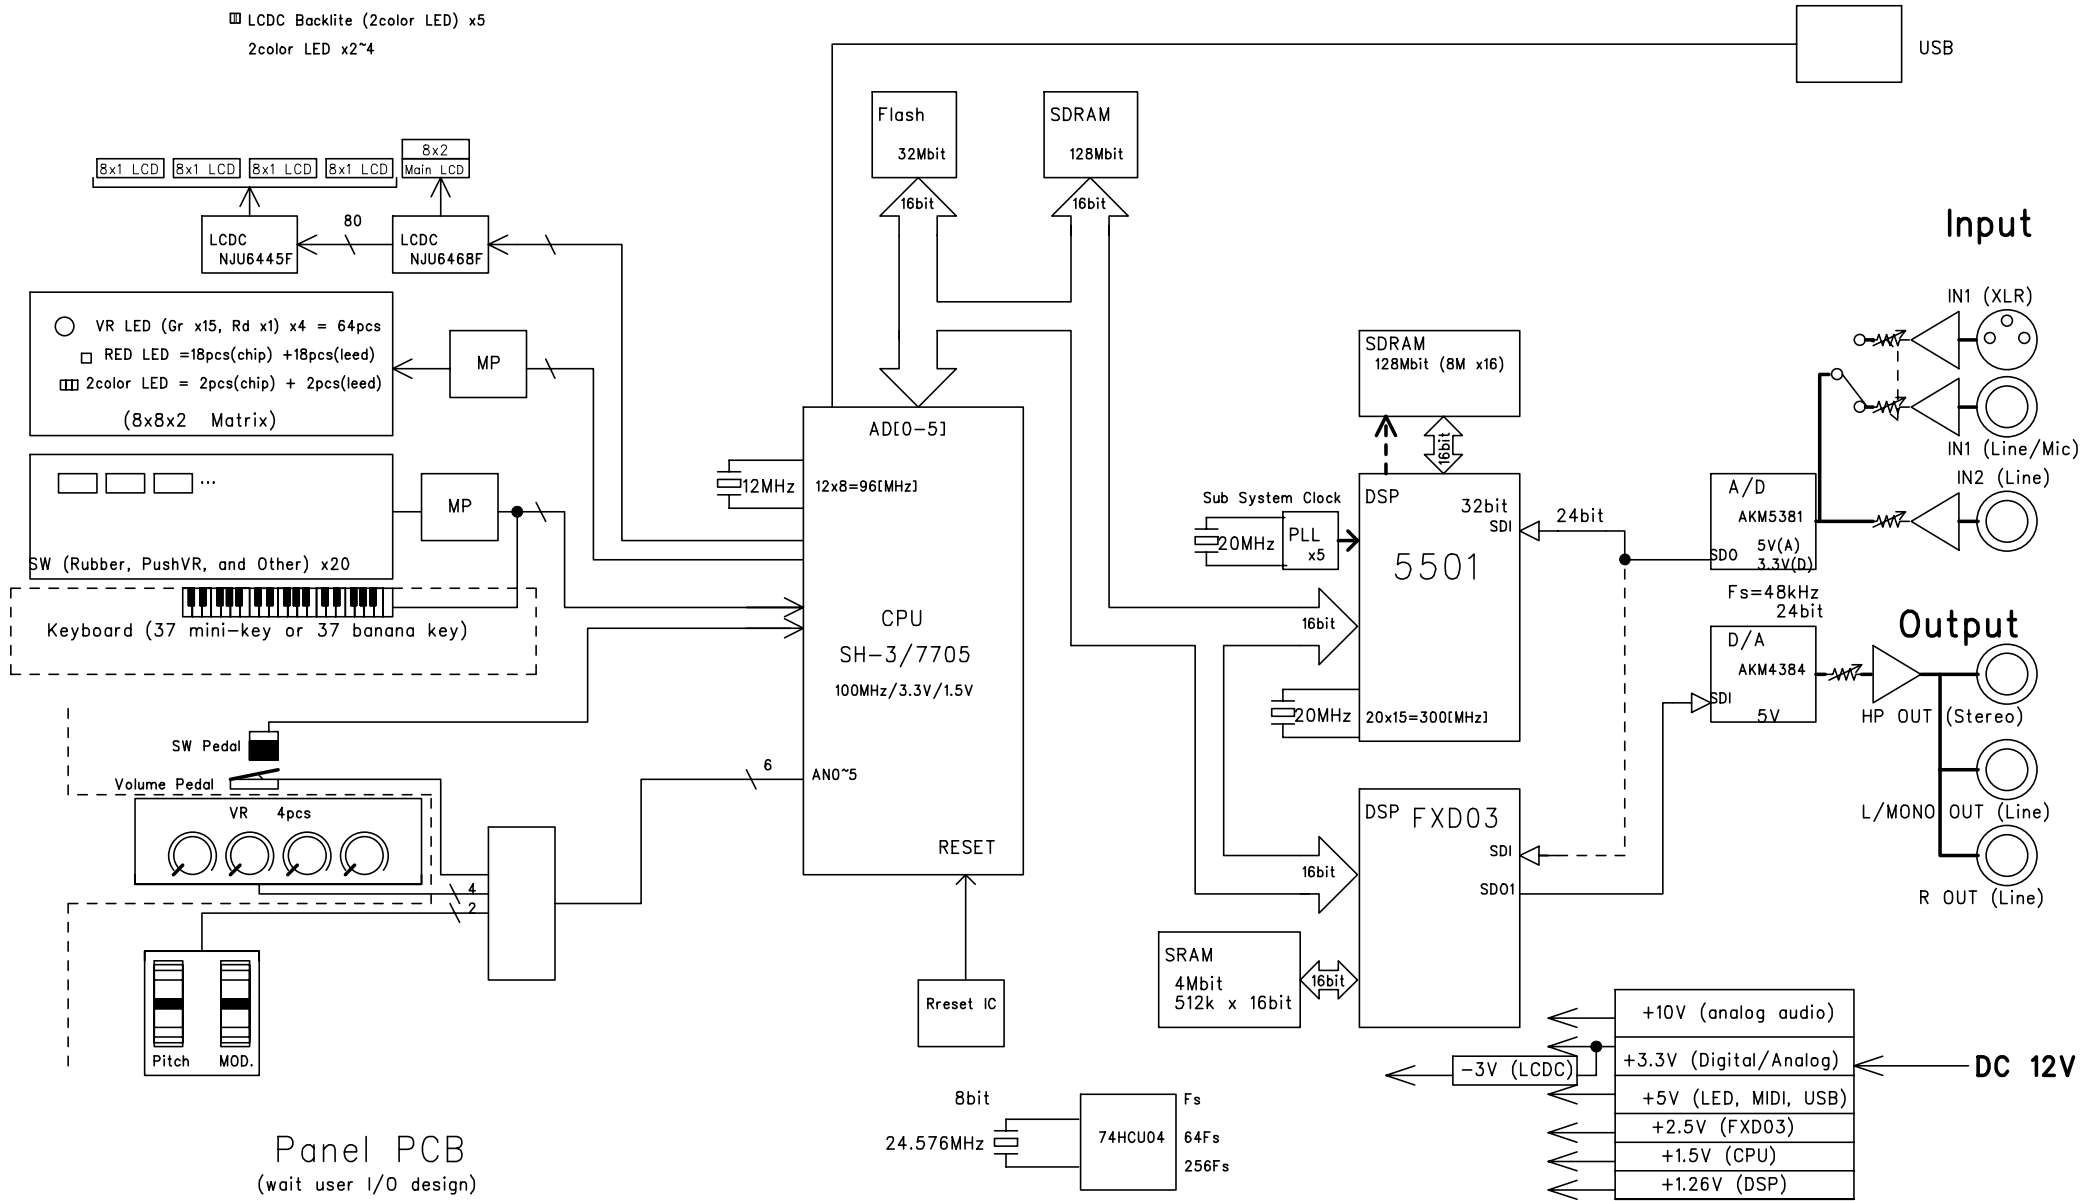 LCDC Backlite (2color LED) x5
2color LED x2~4
USB
Flash
32Mbit
16bit
SDRAM
128Mbit
16bit
8x1 LCD
8x1 LCD
8x1 LCD
8x1 LCD
8x2
Main LCD
LCDC
NJU6445F
80
LCDC
NJU6468F
VR LED (Gr x15, Rd x1) x4 = 64pcs
RED LED =18pcs(chip) +18pcs(leed)
2color LED = 2pcs(chip) + 2pcs(leed)
(8x8x2 Matrix)
MP
...
SW (Rubber, PushVR, and Other) x20
MP
Keyboard (37 mini-key or 37 banana key)
SW Pedal
Volume Pedal
VR 4pcs
4
2
6
Pitch
MOD.
Panel PCB
(wait user I/O design)
AD[0-5]
12MHz
12x8=96[MHz]
CPU
SH-3/7705
100MHz/3.3V/1.5V
AN0~5
RESET
Rreset IC
SDRAM
128Mbit (8M x16)
16bit
Sub System Clock
20MHz
PLL
x5
DSP
32bit
SDI
5501
16bit
20MHz
20x15=300[MHz]
24bit
DSP FXD03
SDI
SDO1
16bit
SRAM
4Mbit
512k x 16bit
16bit
8bit
24.576MHz
74HCU04
Fs
64Fs
256Fs
Input
IN1 (XLR)
IN1 (Line/Mic)
IN2 (Line)
A/D
AKM5381
5V(A)
3.3V(D)
SDO
Fs=48kHz
24bit
Output
D/A
AKM4384
SDI
5V
HP OUT (Stereo)
L/MONO OUT (Line)
R OUT (Line)
+10V (analog audio)
+3.3V (Digital/Analog)
-3V (LCDC)
+5V (LED, MIDI, USB)
+2.5V (FXD03)
+1.5V (CPU)
+1.26V (DSP)
DC 12V